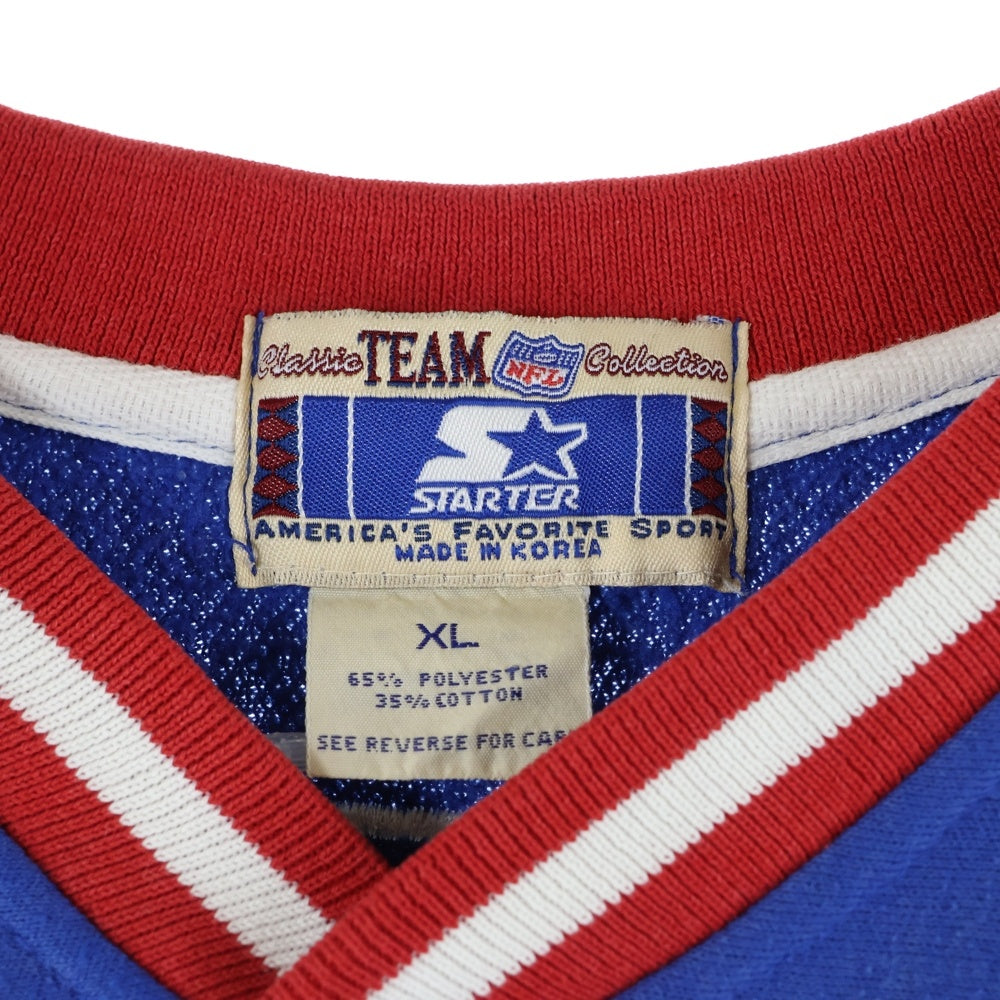 Classic TEAM NFL Collection
STARTER
AMERICA'S FAVORITE SPORT
MADE IN KOREA
XL
65% POLYESTER
35% COTTON
SEE REVERSE FOR CAR